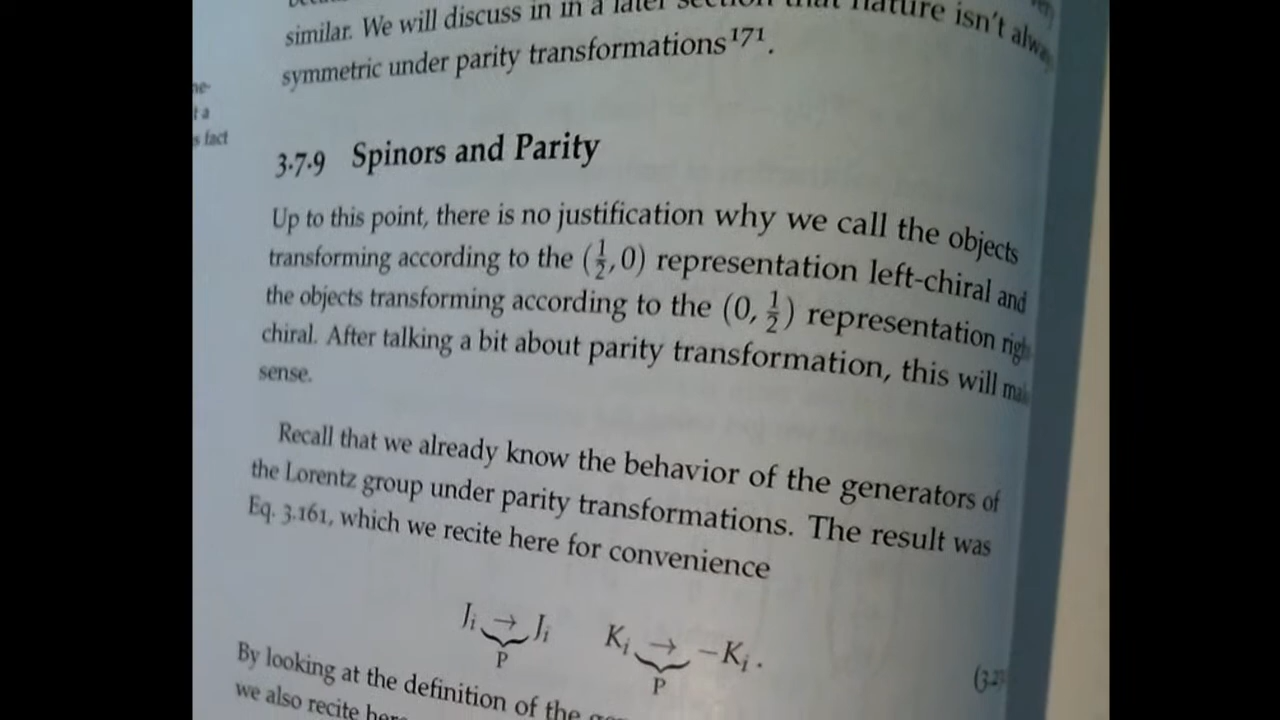 similar. We will discuss in in a later section that nature isn't
symmetric under parity transformations¹⁷¹.
s fact
3.7.9 Spinors and Parity
Up to this point, there is no justification why we call the objects
transforming according to the (½, 0) representation left-chiral and
the objects transforming according to the (0, ½) representation
chiral. After talking a bit about parity transformation, this will
sense.
Recall that we already know the behavior of the generators of
the Lorentz group under parity transformations. The result was
Eq. 3.161, which we recite here for convenience
Jᵢ → Jᵢ Kᵢ → −Kᵢ.
P P
By looking at the definition of the
we also recite here